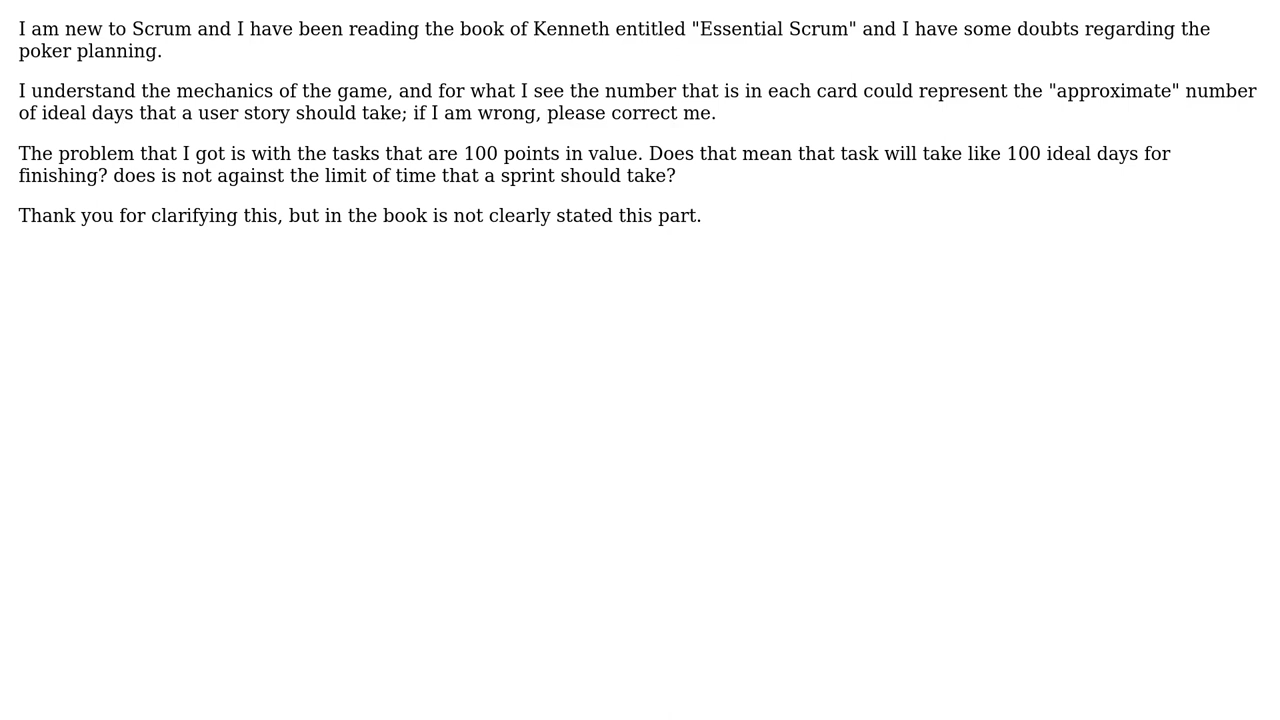 I am new to Scrum and I have been reading the book of Kenneth entitled "Essential Scrum" and I have some doubts regarding the
poker planning.
I understand the mechanics of the game, and for what I see the number that is in each card could represent the "approximate" number
of ideal days that a user story should take; if I am wrong, please correct me.
The problem that I got is with the tasks that are 100 points in value. Does that mean that task will take like 100 ideal days for
finishing? does is not against the limit of time that a sprint should take?
Thank you for clarifying this, but in the book is not clearly stated this part.